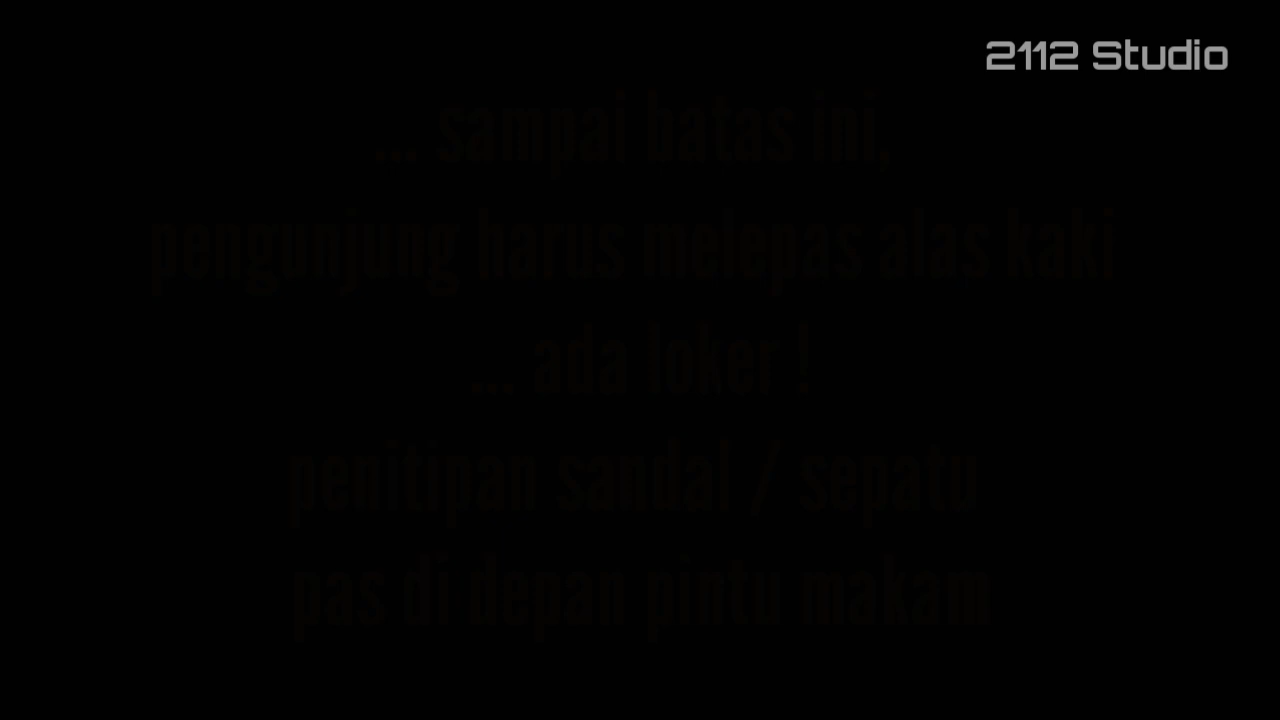 2112 Studio
... sampai batas ini,
pengunjung harus melepas alas kaki
... ada loker !
penitipan sandal / sepatu
pas di depan pintu makam